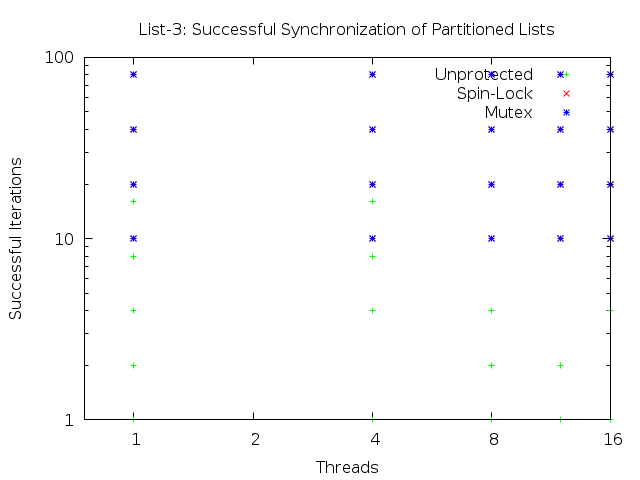 List-3: Successful Synchronization of Partitioned Lists
100
10
1
Successful Iterations
Unprotected
Spin-Lock
Mutex
1 2 4 8 16
Threads